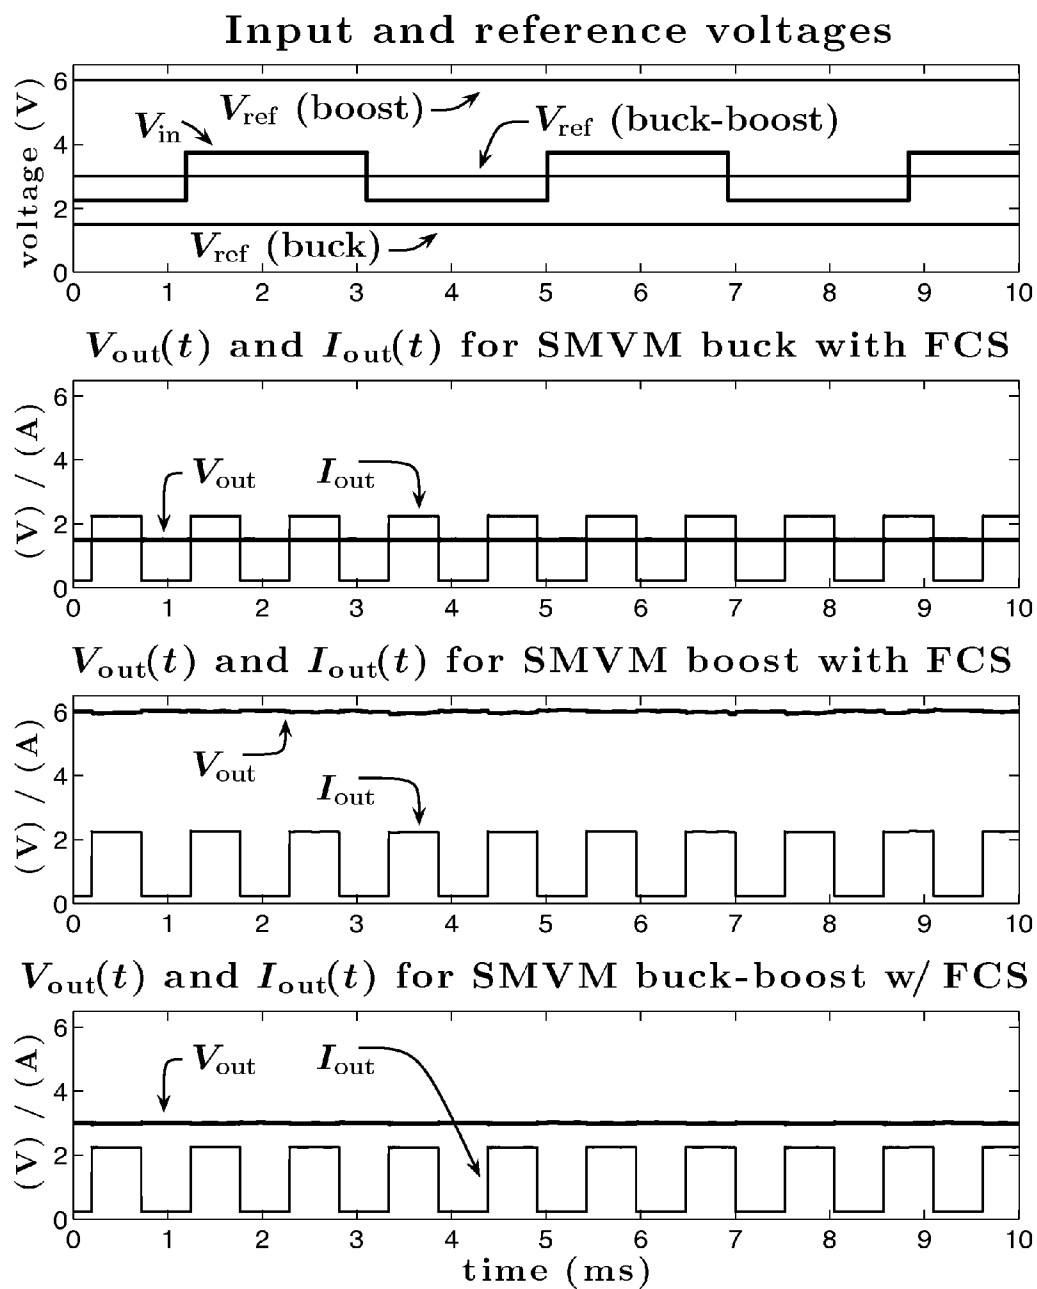 Input and reference voltages
voltage (V)
6
4
2
0
V_ref (boost)
V_in
V_ref (buck-boost)
V_ref (buck)
0 1 2 3 4 5 6 7 8 9 10
V_out(t) and I_out(t) for SMVM buck with FCS
(V) / (A)
6
4
2
0
V_out
I_out
0 1 2 3 4 5 6 7 8 9 10
V_out(t) and I_out(t) for SMVM boost with FCS
(V) / (A)
6
4
2
0
V_out
I_out
0 1 2 3 4 5 6 7 8 9 10
V_out(t) and I_out(t) for SMVM buck-boost w/ FCS
(V) / (A)
6
4
2
0
V_out
I_out
0 1 2 3 4 5 6 7 8 9 10
time (ms)